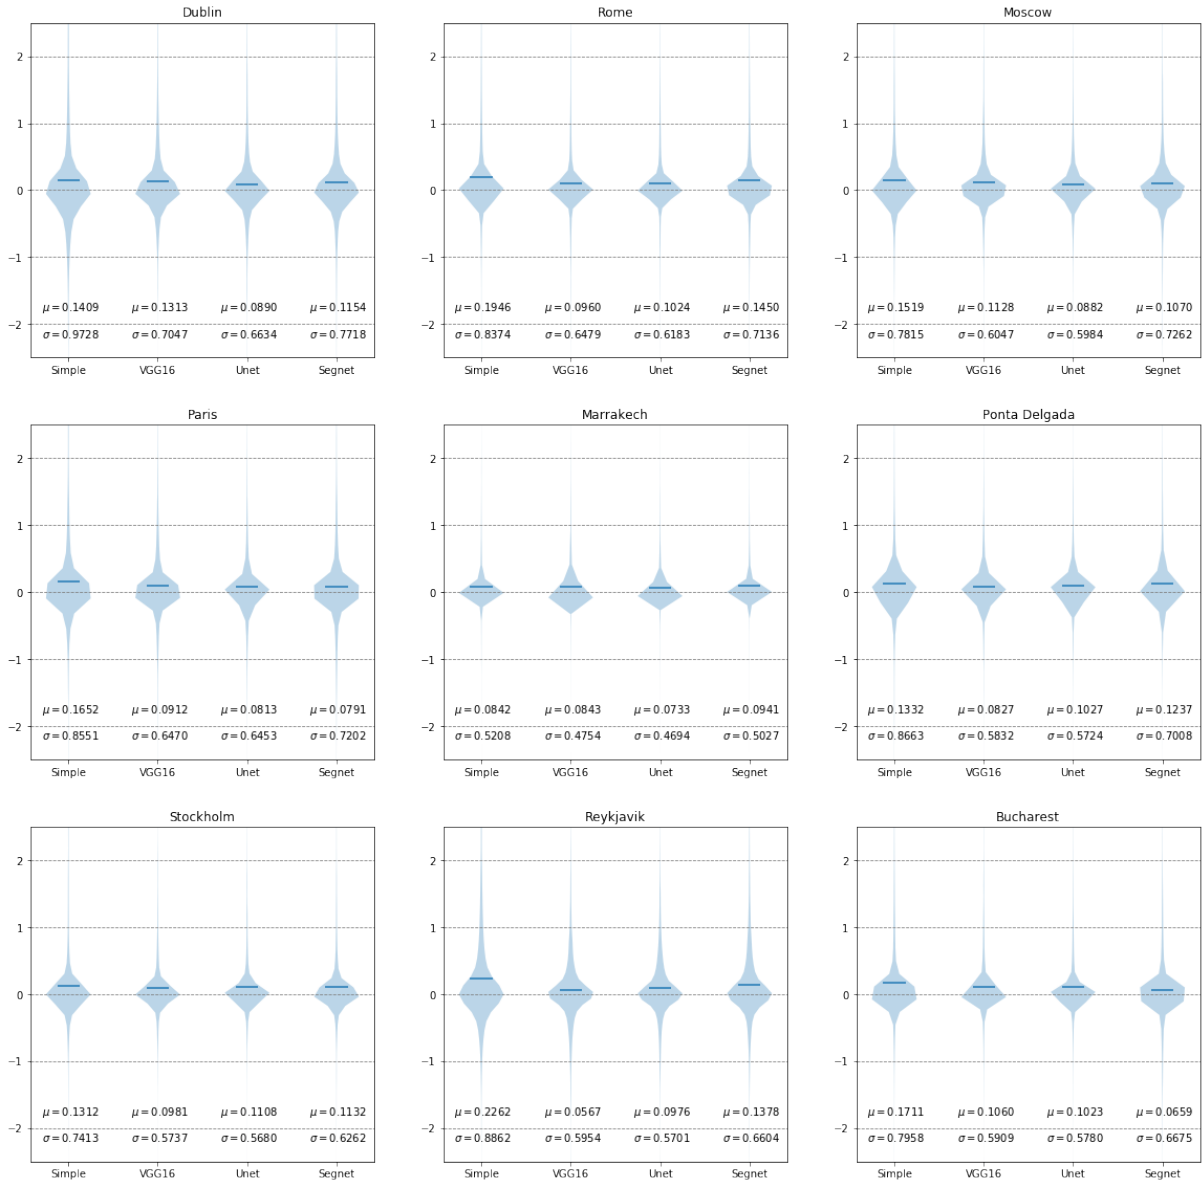 Dublin
2
1
0
−1
−2
μ = 0.1409 μ = 0.1313 μ = 0.0890 μ = 0.1154
σ = 0.9728 σ = 0.7047 σ = 0.6634 σ = 0.7718
Simple VGG16 Unet Segnet
Rome
2
1
0
−1
−2
μ = 0.1946 μ = 0.0960 μ = 0.1024 μ = 0.1450
σ = 0.8374 σ = 0.6479 σ = 0.6183 σ = 0.7136
Simple VGG16 Unet Segnet
Moscow
2
1
0
−1
−2
μ = 0.1519 μ = 0.1128 μ = 0.0882 μ = 0.1070
σ = 0.7815 σ = 0.6047 σ = 0.5984 σ = 0.7262
Simple VGG16 Unet Segnet
Paris
2
1
0
−1
−2
μ = 0.1652 μ = 0.0912 μ = 0.0813 μ = 0.0791
σ = 0.8551 σ = 0.6470 σ = 0.6453 σ = 0.7202
Simple VGG16 Unet Segnet
Marrakech
2
1
0
−1
−2
μ = 0.0842 μ = 0.0843 μ = 0.0733 μ = 0.0941
σ = 0.5208 σ = 0.4754 σ = 0.4694 σ = 0.5027
Simple VGG16 Unet Segnet
Ponta Delgada
2
1
0
−1
−2
μ = 0.1332 μ = 0.0827 μ = 0.1027 μ = 0.1237
σ = 0.8663 σ = 0.5832 σ = 0.5724 σ = 0.7008
Simple VGG16 Unet Segnet
Stockholm
2
1
0
−1
−2
μ = 0.1312 μ = 0.0981 μ = 0.1108 μ = 0.1132
σ = 0.7413 σ = 0.5737 σ = 0.5680 σ = 0.6262
Simple VGG16 Unet Segnet
Reykjavik
2
1
0
−1
−2
μ = 0.2262 μ = 0.0567 μ = 0.0976 μ = 0.1378
σ = 0.8862 σ = 0.5954 σ = 0.5701 σ = 0.6604
Simple VGG16 Unet Segnet
Bucharest
2
1
0
−1
−2
μ = 0.1711 μ = 0.1060 μ = 0.1023 μ = 0.0659
σ = 0.7958 σ = 0.5909 σ = 0.5780 σ = 0.6675
Simple VGG16 Unet Segnet